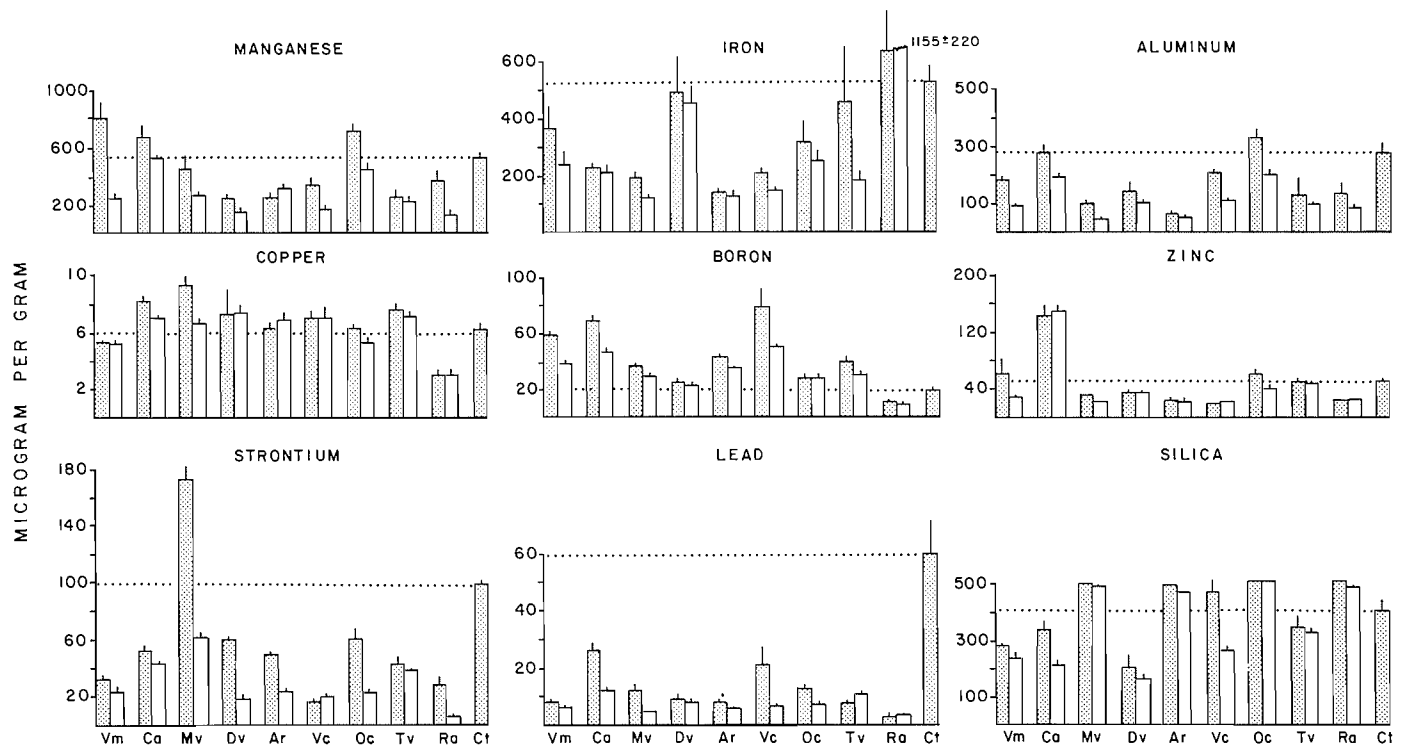 MANGANESE
1000
600
200
IRON
1155±220
600
400
200
ALUMINUM
500
300
100
MICROGRAM PER GRAM
COPPER
10
6
2
BORON
100
60
20
ZINC
200
120
40
STRONTIUM
180
140
100
60
20
Vm Ca Mv Dv Ar Vc Oc Tv Ra Ct
LEAD
60
40
20
Vm Ca Mv Dv Ar Vc Oc Tv Ra Ct
SILICA
500
300
100
Vm Ca Mv Dv Ar Vc Oc Tv Ra Ct